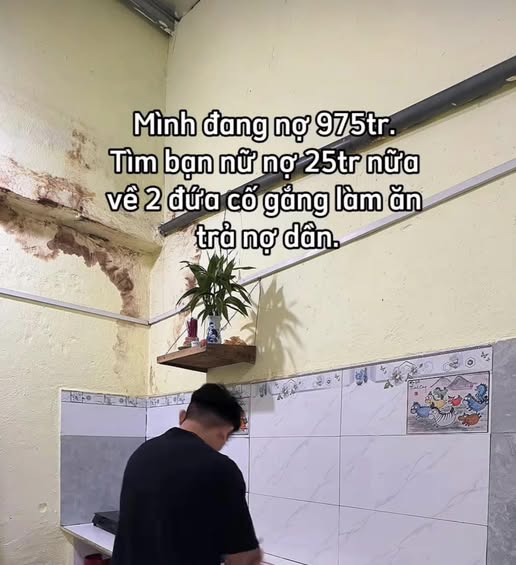 Mình đang nợ 975tr.
Tìm bạn nữ nợ 25tr nữa
về 2 đứa cố gắng làm ăn
trả nợ dần.